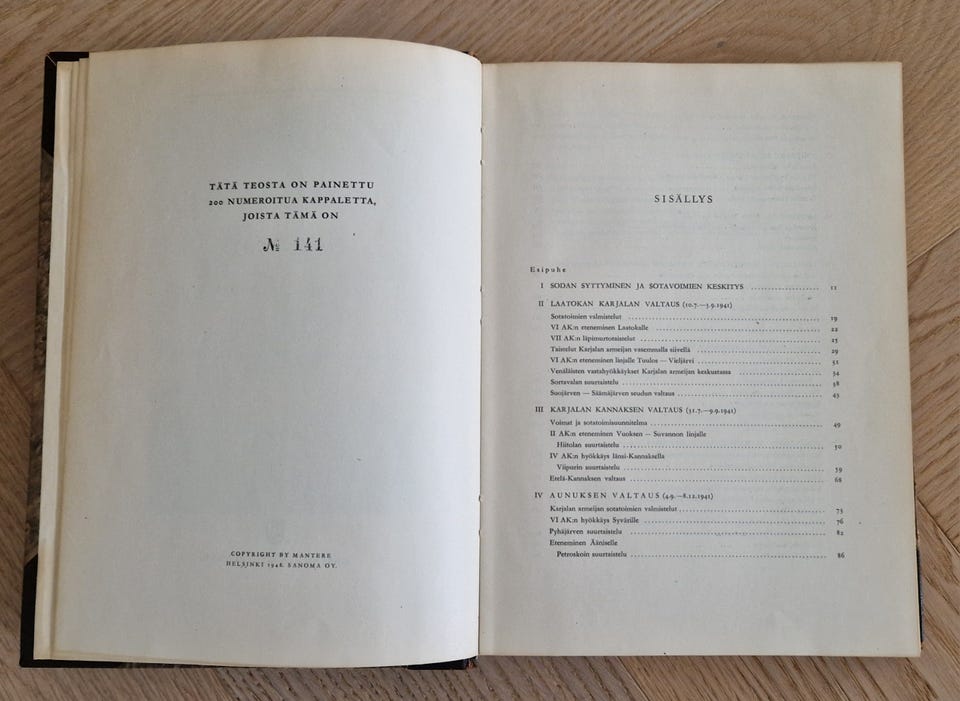 TÄTÄ TEOSTA ON PAINETTU
200 NUMEROITUA KAPPALETTA,
JOISTA TÄMÄ ON
№ 141
COPYRIGHT BY MANTERE
HELSINKI 1948. SANOMA OY.
SISÄLLYS
Esipuhe
I SODAN SYTTYMINEN JA SOTAVOIMIEN KESKITYS .................... 11
II LAATOKAN KARJALAN VALTAUS (10.7.—5.9.1941)
Sotatoimien valmistelut .................... 19
VI AK:n eteneminen Laatokalle .................... 22
VII AK:n läpimurtotaistelut .................... 25
Taistelut Karjalan armeijan vasemmalla siivellä .................... 29
VI AK:n eteneminen linjalle Tuulos — Vieljärvi .................... 31
Venäläisten vastahyökkäykset Karjalan armeijan keskustassa .................... 34
Sortavalan suurtaistelu .................... 38
Suojärven — Säämäjärven seudun valtaus .................... 45
III KARJALAN KANNAKSEN VALTAUS (31.7.—9.9.1941)
Voimat ja sotatoimisuunnitelma .................... 49
II AK:n eteneminen Vuoksen — Suvannon linjalle
Hiitolan suurtaistelu .................... 50
IV AK:n hyökkäys länsi-Kannaksella
Viipurin suurtaistelu .................... 59
Etelä-Kannaksen valtaus .................... 68
IV AUNUKSEN VALTAUS (4.9.—8.12.1941)
Karjalan armeijan sotatoimien valmistelut .................... 73
VI AK:n hyökkäys Syvärille .................... 76
Pyhäjärven suurtaistelu .................... 82
Eteneminen Ääniselle
Petroskoin suurtaistelu .................... 86